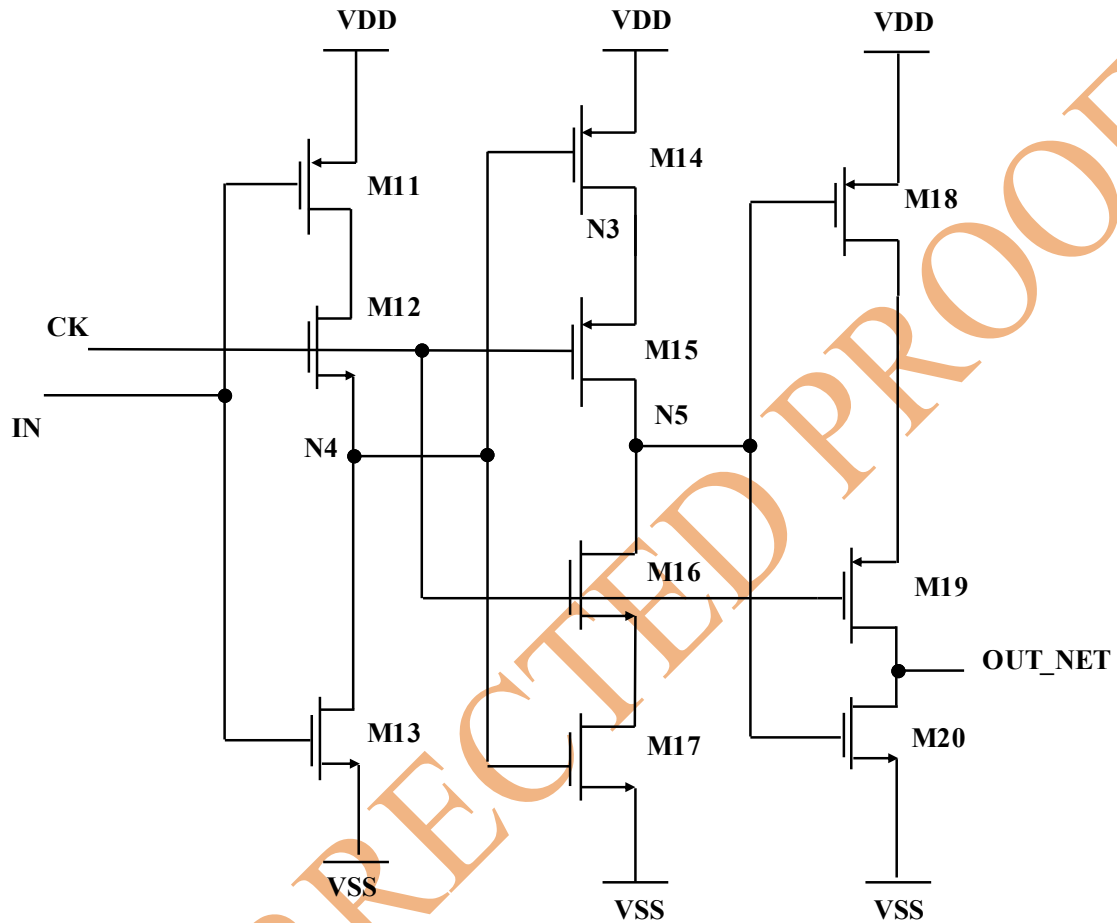 VDD
VDD
VDD
M11
M14
M18
N3
M12
CK
M15
IN
N4
N5
M16
M19
OUT_NET
M13
M17
M20
VSS
VSS
VSS
RECTED PROOF